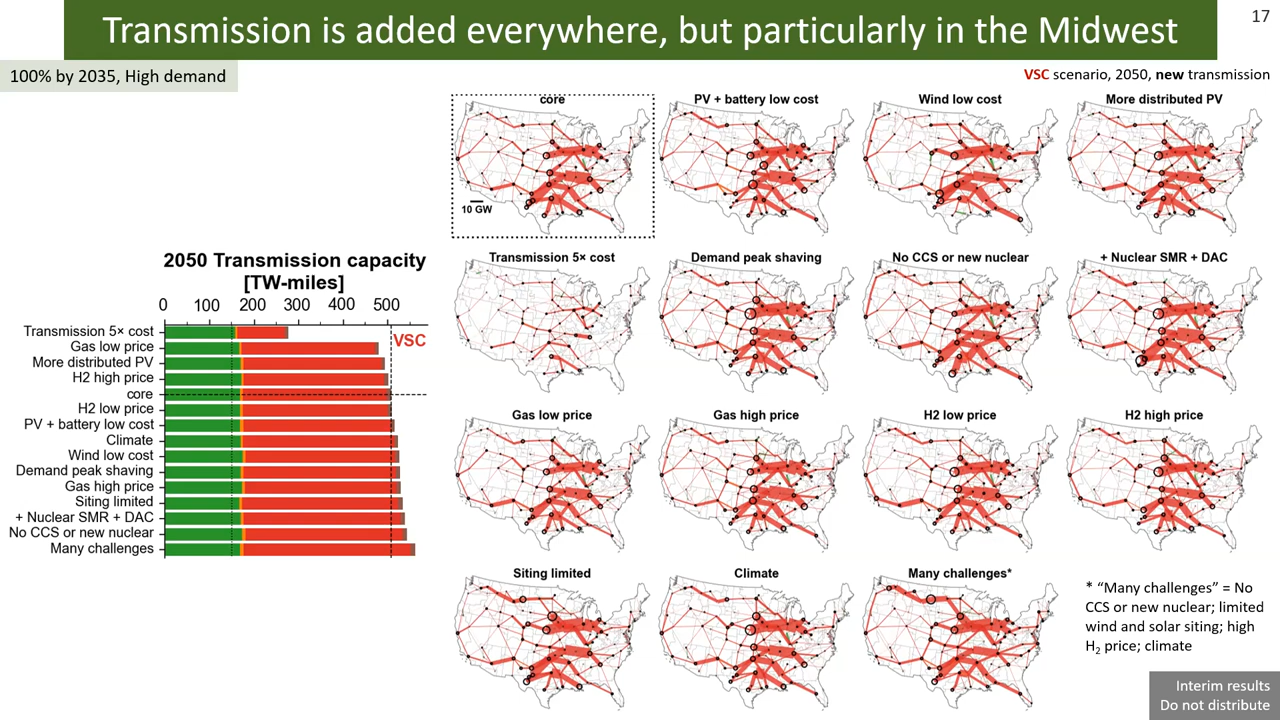 Transmission is added everywhere, but particularly in the Midwest
17
100% by 2035, High demand
VSC scenario, 2050, new transmission
core
PV + battery low cost
Wind low cost
More distributed PV
10 GW
Transmission 5× cost
Demand peak shaving
No CCS or new nuclear
+ Nuclear SMR + DAC
Gas low price
Gas high price
H2 low price
H2 high price
Siting limited
Climate
Many challenges*
2050 Transmission capacity
[TW-miles]
0 100 200 300 400 500
VSC
Transmission 5× cost
Gas low price
More distributed PV
H2 high price
core
H2 low price
PV + battery low cost
Climate
Wind low cost
Demand peak shaving
Gas high price
Siting limited
+ Nuclear SMR + DAC
No CCS or new nuclear
Many challenges
* “Many challenges” = No
CCS or new nuclear; limited
wind and solar siting; high
H₂ price; climate
Interim results
Do not distribute